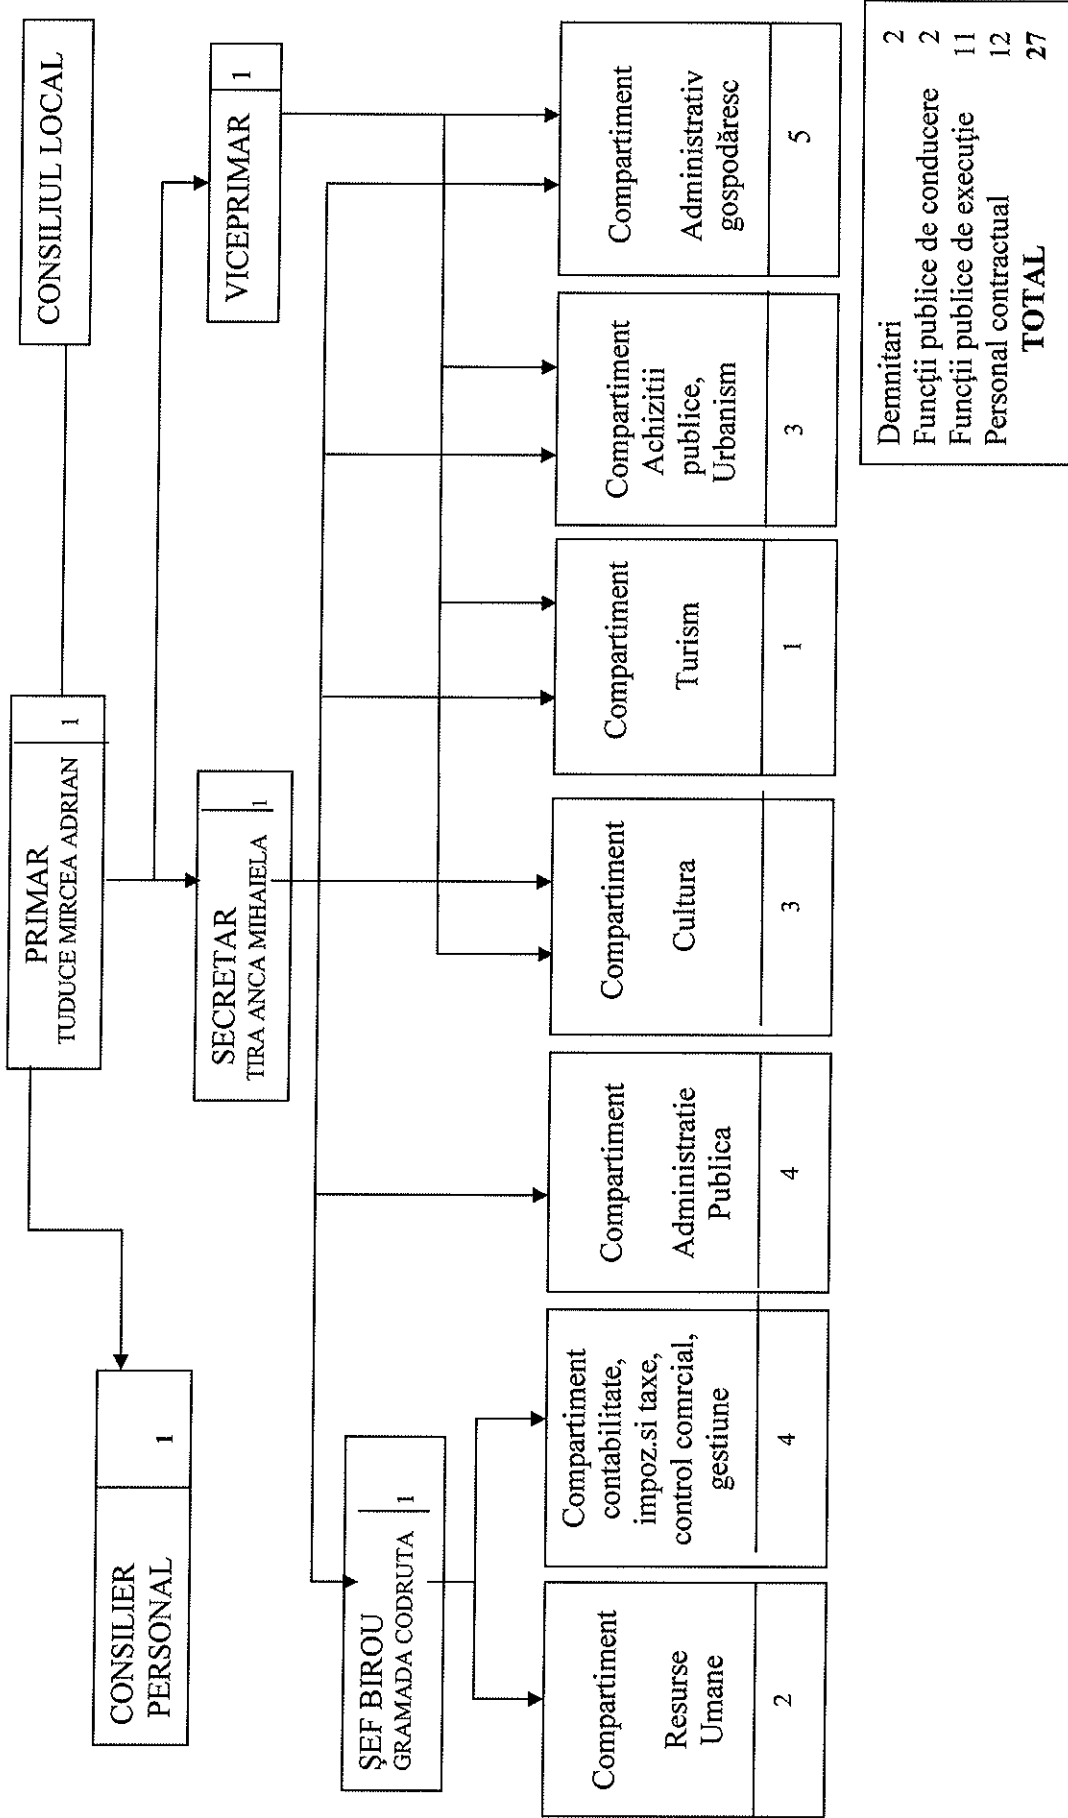 CONSILIUL LOCAL
PRIMAR
TUDUCE MIRCEA ADRIAN
1
CONSILIER
PERSONAL
1
SECRETAR
TIRA ANCA MIHAIELA
1
VICEPRIMAR
1
ŞEF BIROU
GRAMADA CODRUTA
1
Compartiment
Resurse
Umane
2
Compartiment
contabilitate,
impoz.si taxe,
control comrcial,
gestiune
4
Compartiment
Administratie
Publica
4
Compartiment
Cultura
3
Compartiment
Turism
1
Compartiment
Achizitii
publice,
Urbanism
3
Compartiment
Administrativ
gospodăresc
5
Demnitari 2
Funcţii publice de conducere 2
Funcţii publice de execuţie 11
Personal contractual 12
TOTAL 27